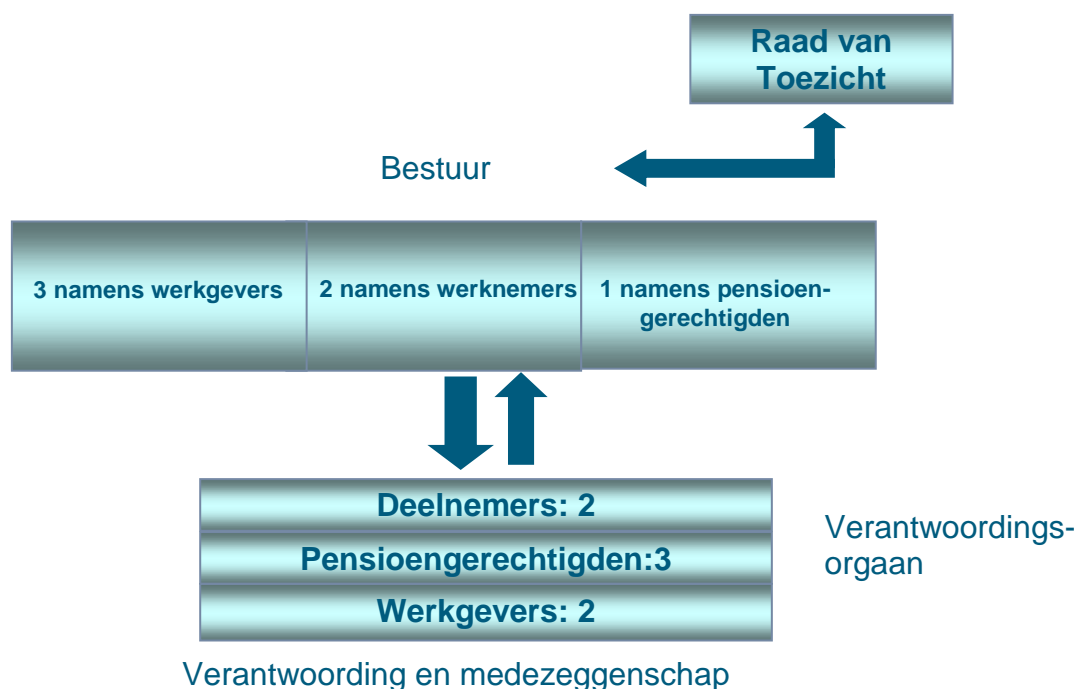 Raad van
Toezicht
Bestuur
3 namens werkgevers
2 namens werknemers
1 namens pensioen-
gerechtigden
Deelnemers: 2
Pensioengerechtigden:3
Werkgevers: 2
Verantwoordings-
orgaan
Verantwoording en medezeggenschap